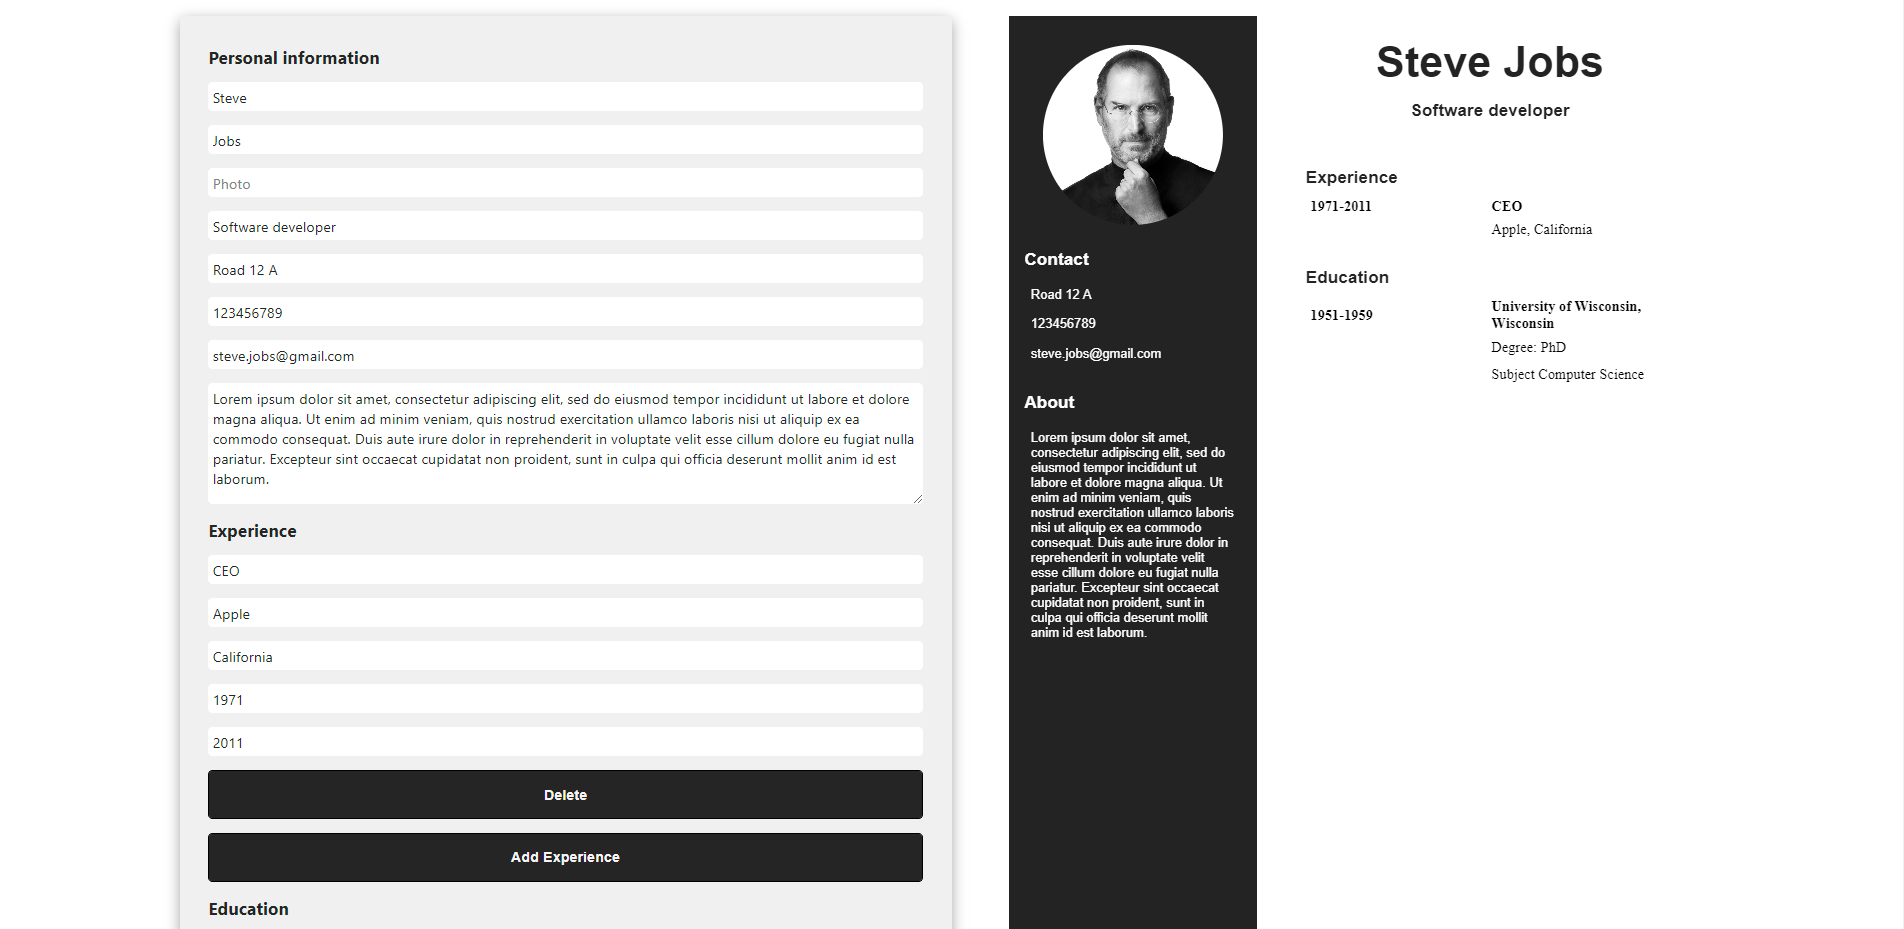 Personal information
Steve
Jobs
Photo
Software developer
Road 12 A
123456789
steve.jobs@gmail.com
Lorem ipsum dolor sit amet, consectetur adipiscing elit, sed do eiusmod tempor incididunt ut labore et dolore
magna aliqua. Ut enim ad minim veniam, quis nostrud exercitation ullamco laboris nisi ut aliquip ex ea
commodo consequat. Duis aute irure dolor in reprehenderit in voluptate velit esse cillum dolore eu fugiat nulla
pariatur. Excepteur sint occaecat cupidatat non proident, sunt in culpa qui officia deserunt mollit anim id est
laborum.
Experience
CEO
Apple
California
1971
2011
Delete
Add Experience
Education
Contact
Road 12 A
123456789
steve.jobs@gmail.com
About
Lorem ipsum dolor sit amet,
consectetur adipiscing elit, sed do
eiusmod tempor incididunt ut
labore et dolore magna aliqua. Ut
enim ad minim veniam, quis
nostrud exercitation ullamco laboris
nisi ut aliquip ex ea commodo
consequat. Duis aute irure dolor in
reprehenderit in voluptate velit
esse cillum dolore eu fugiat nulla
pariatur. Excepteur sint occaecat
cupidatat non proident, sunt in
culpa qui officia deserunt mollit
anim id est laborum.
Steve Jobs
Software developer
Experience
1971-2011
CEO
Apple, California
Education
1951-1959
University of Wisconsin,
Wisconsin
Degree: PhD
Subject Computer Science